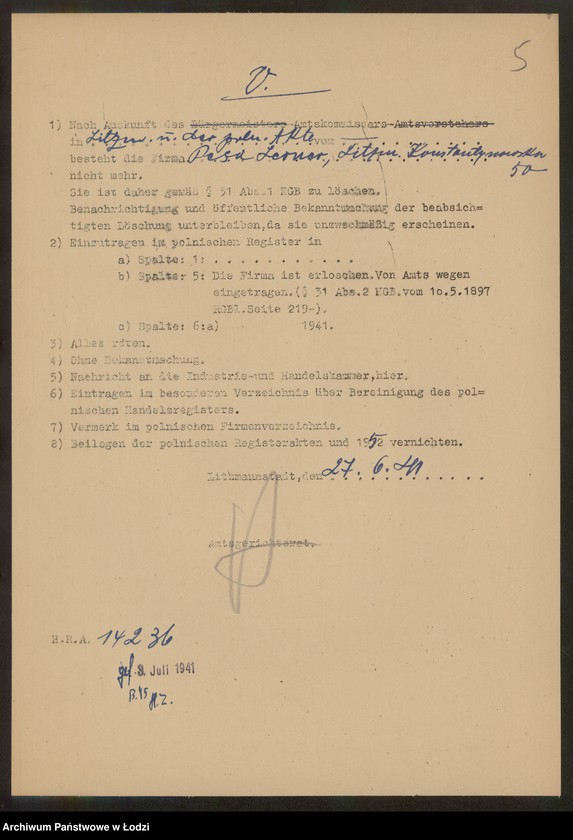 5
V.
1) Nach Auskunft des Bürgermeisters-Amtskommissars-Amtsvorstehers
in Litzm. u. der poln. Akte vom
besteht die Firma Pesa Lerner, Litzm. Konstantynowska
50
nicht mehr.
Sie ist daher gemäß § 31 Abs.1 HGB zu löschen.
Benachrichtigung und öffentliche Bekanntmachung der beabsich=
tigten Löschung unterbleiben,da sie unzweckmäßig erscheinen.
2) Einzutragen im polnischen Register in
a) Spalte: 1: . . . . . . . . . . . .
b) Spalte: 5: Die Firma ist erloschen.Von Amts wegen
eingetragen.(§ 31 Abs.2 HGB.vom 10.5.1897
RGBl.Seite 219-).
c) Spalte: 6:a) 1941.
3) Alles röten.
4) Ohne Bekanntmachung.
5) Nachricht an die Industrie-und Handelskammer,hier.
6) Eintragen im besonderen Verzeichnis über Bereinigung des pol=
nischen Handelsregisters.
7) Vermerk im polnischen Firmenverzeichnis.
8) Beilegen der polnischen Registerakten und 1952 vernichten.
Litzmannstadt,den 27. 6. 41
Amtsgerichtsrat.
H.R.A. 14236
gef 3. Juli 1941
Archiwum Państwowe w Łodzi